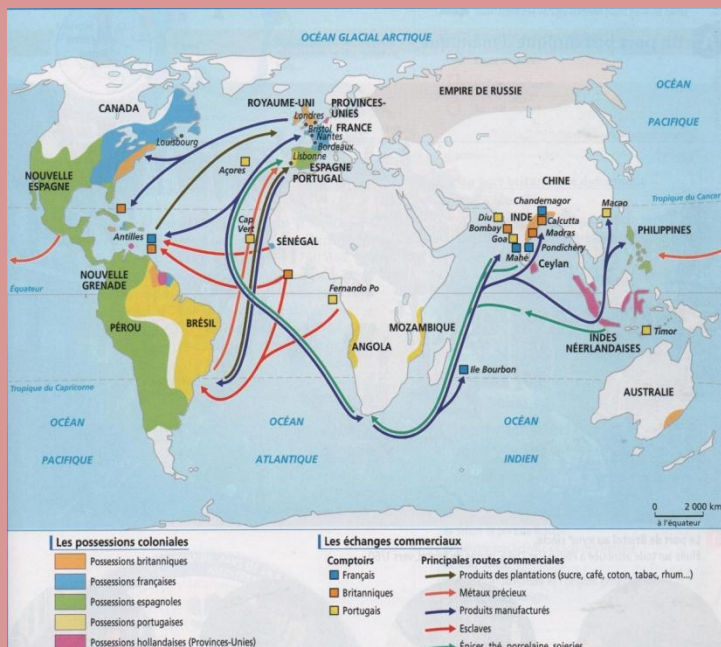 OCÉAN GLACIAL ARCTIQUE
EMPIRE DE RUSSIE
OCÉAN
PACIFIQUE
CANADA
ROYAUME-UNI
PROVINCES-
UNIES
Londres
Bristol
FRANCE
Nantes
Bordeaux
Louisbourg
Lisbonne
ESPAGNE
PORTUGAL
Açores
NOUVELLE
ESPAGNE
CHINE
Tropique du Cancer
Chandernagor
Macao
Diu
INDE
Calcutta
Bombay
Madras
Goa
PHILIPPINES
Pondichéry
Mahé
Ceylan
Antilles
Cap
Vert
SÉNÉGAL
NOUVELLE
GRENADE
Équateur
Fernando Po
BRÉSIL
PÉROU
MOZAMBIQUE
ANGOLA
INDES
NÉERLANDAISES
Timor
Ile Bourbon
AUSTRALIE
Tropique du Capricorne
OCÉAN
PACIFIQUE
OCÉAN
ATLANTIQUE
OCÉAN
INDIEN
0 2 000 km
à l'équateur
Les possessions coloniales
Possessions britanniques
Possessions françaises
Possessions espagnoles
Possessions portugaises
Possessions hollandaises (Provinces-Unies)
Les échanges commerciaux
Comptoirs
Français
Britanniques
Portugais
Principales routes commerciales
Produits des plantations (sucre, café, coton, tabac, rhum...)
Métaux précieux
Produits manufacturés
Esclaves
Épices, thé, porcelaine, soieries